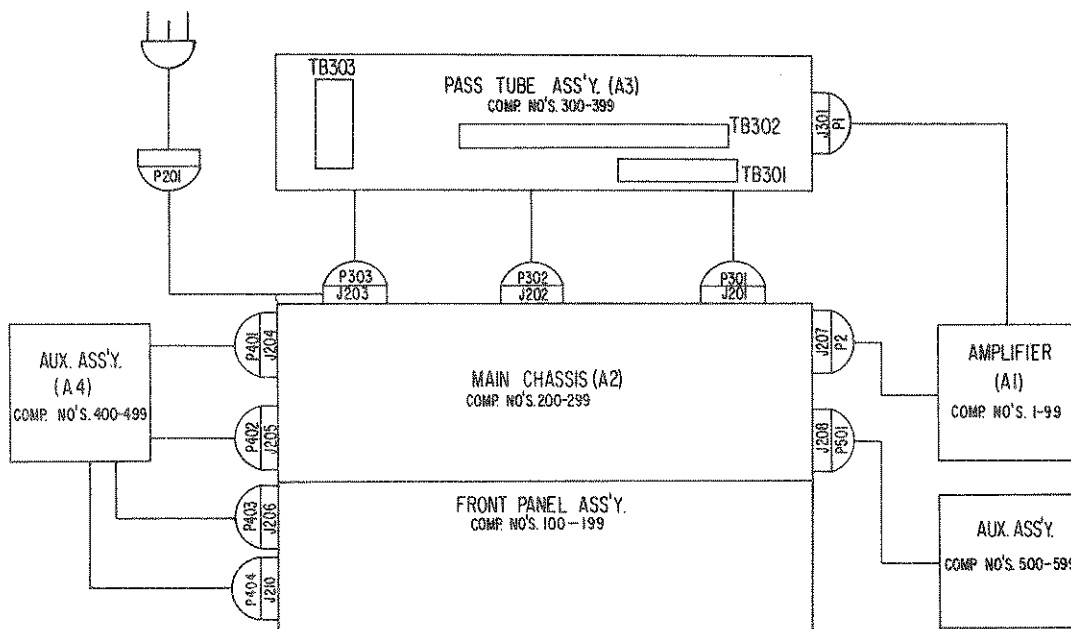 TB303
PASS TUBE ASS'Y. (A3)
COMP. NO'S. 300-399
TB302
TB301
J301
P1
P201
P303
J203
P302
J202
P301
J201
P401
J204
J207
P2
AUX. ASS'Y.
(A4)
COMP. NO'S. 400-499
MAIN CHASSIS (A2)
COMP. NO'S. 200-299
AMPLIFIER
(A1)
COMP. NO'S. 1-99
P402
J205
J208
P501
P403
J206
FRONT PANEL ASS'Y.
COMP. NO'S. 100-199
AUX. ASS'Y.
COMP. NO'S. 500-599
P404
J210